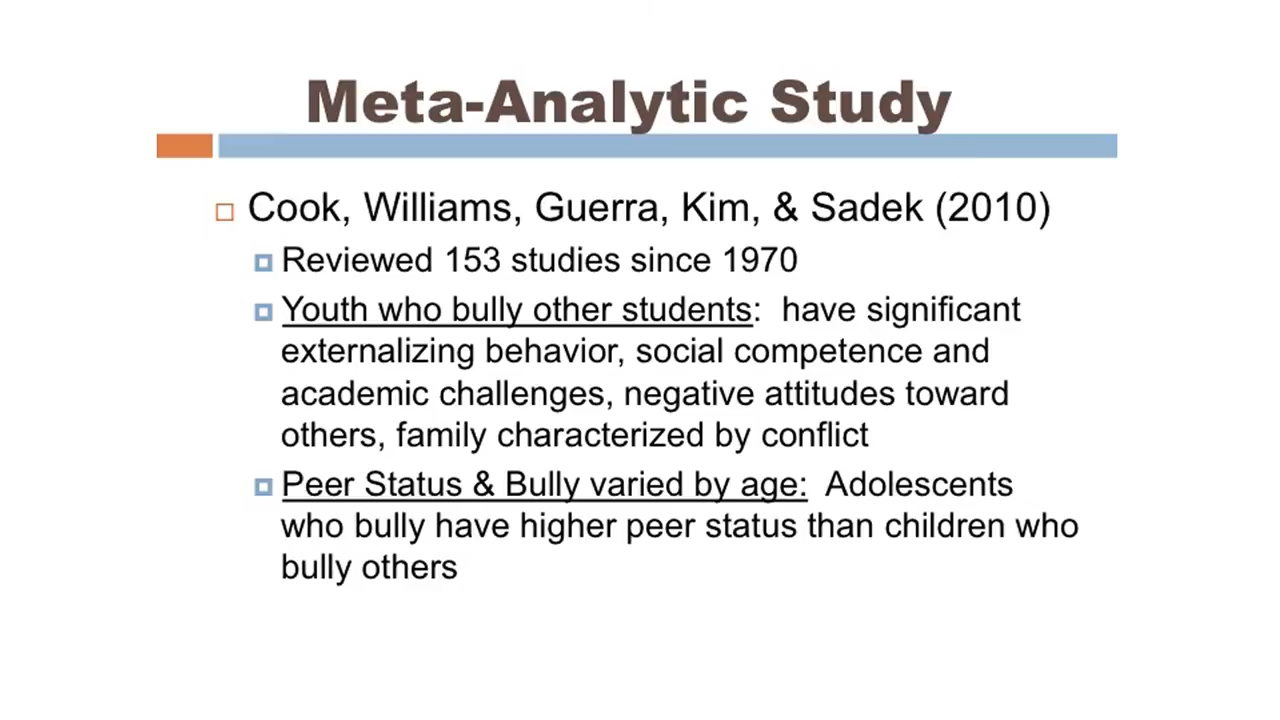 Meta-Analytic Study
Cook, Williams, Guerra, Kim, & Sadek (2010)
Reviewed 153 studies since 1970
Youth who bully other students:  have significant
externalizing behavior, social competence and
academic challenges, negative attitudes toward
others, family characterized by conflict
Peer Status & Bully varied by age:  Adolescents
who bully have higher peer status than children who
bully others